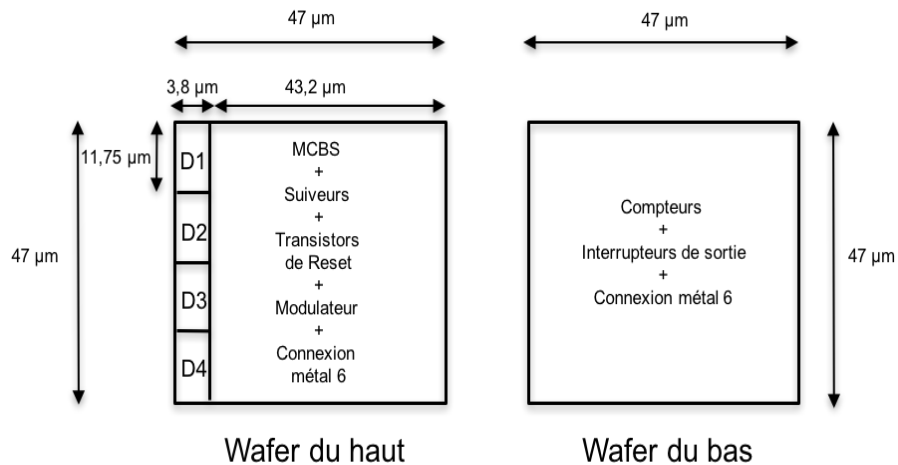 47 µm
47 µm
3,8 µm
43,2 µm
11,75 µm
47 µm
D1
D2
D3
D4
MCBS
+
Suiveurs
+
Transistors
de Reset
+
Modulateur
+
Connexion
métal 6
Compteurs
+
Interrupteurs de sortie
+
Connexion métal 6
47 µm
Wafer du haut
Wafer du bas